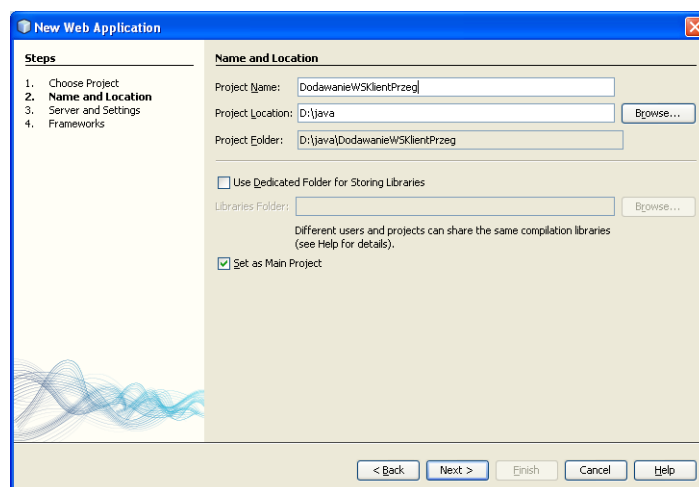 New Web Application
Steps
1. Choose Project
2. Name and Location
3. Server and Settings
4. Frameworks
Name and Location
Project Name: DodawanieWSKlientPrzeg
Project Location: D:\java Browse...
Project Folder: D:\java\DodawanieWSKlientPrzeg
Use Dedicated Folder for Storing Libraries
Libraries Folder: Browse...
Different users and projects can share the same compilation libraries
(see Help for details).
Set as Main Project
< Back Next > Finish Cancel Help